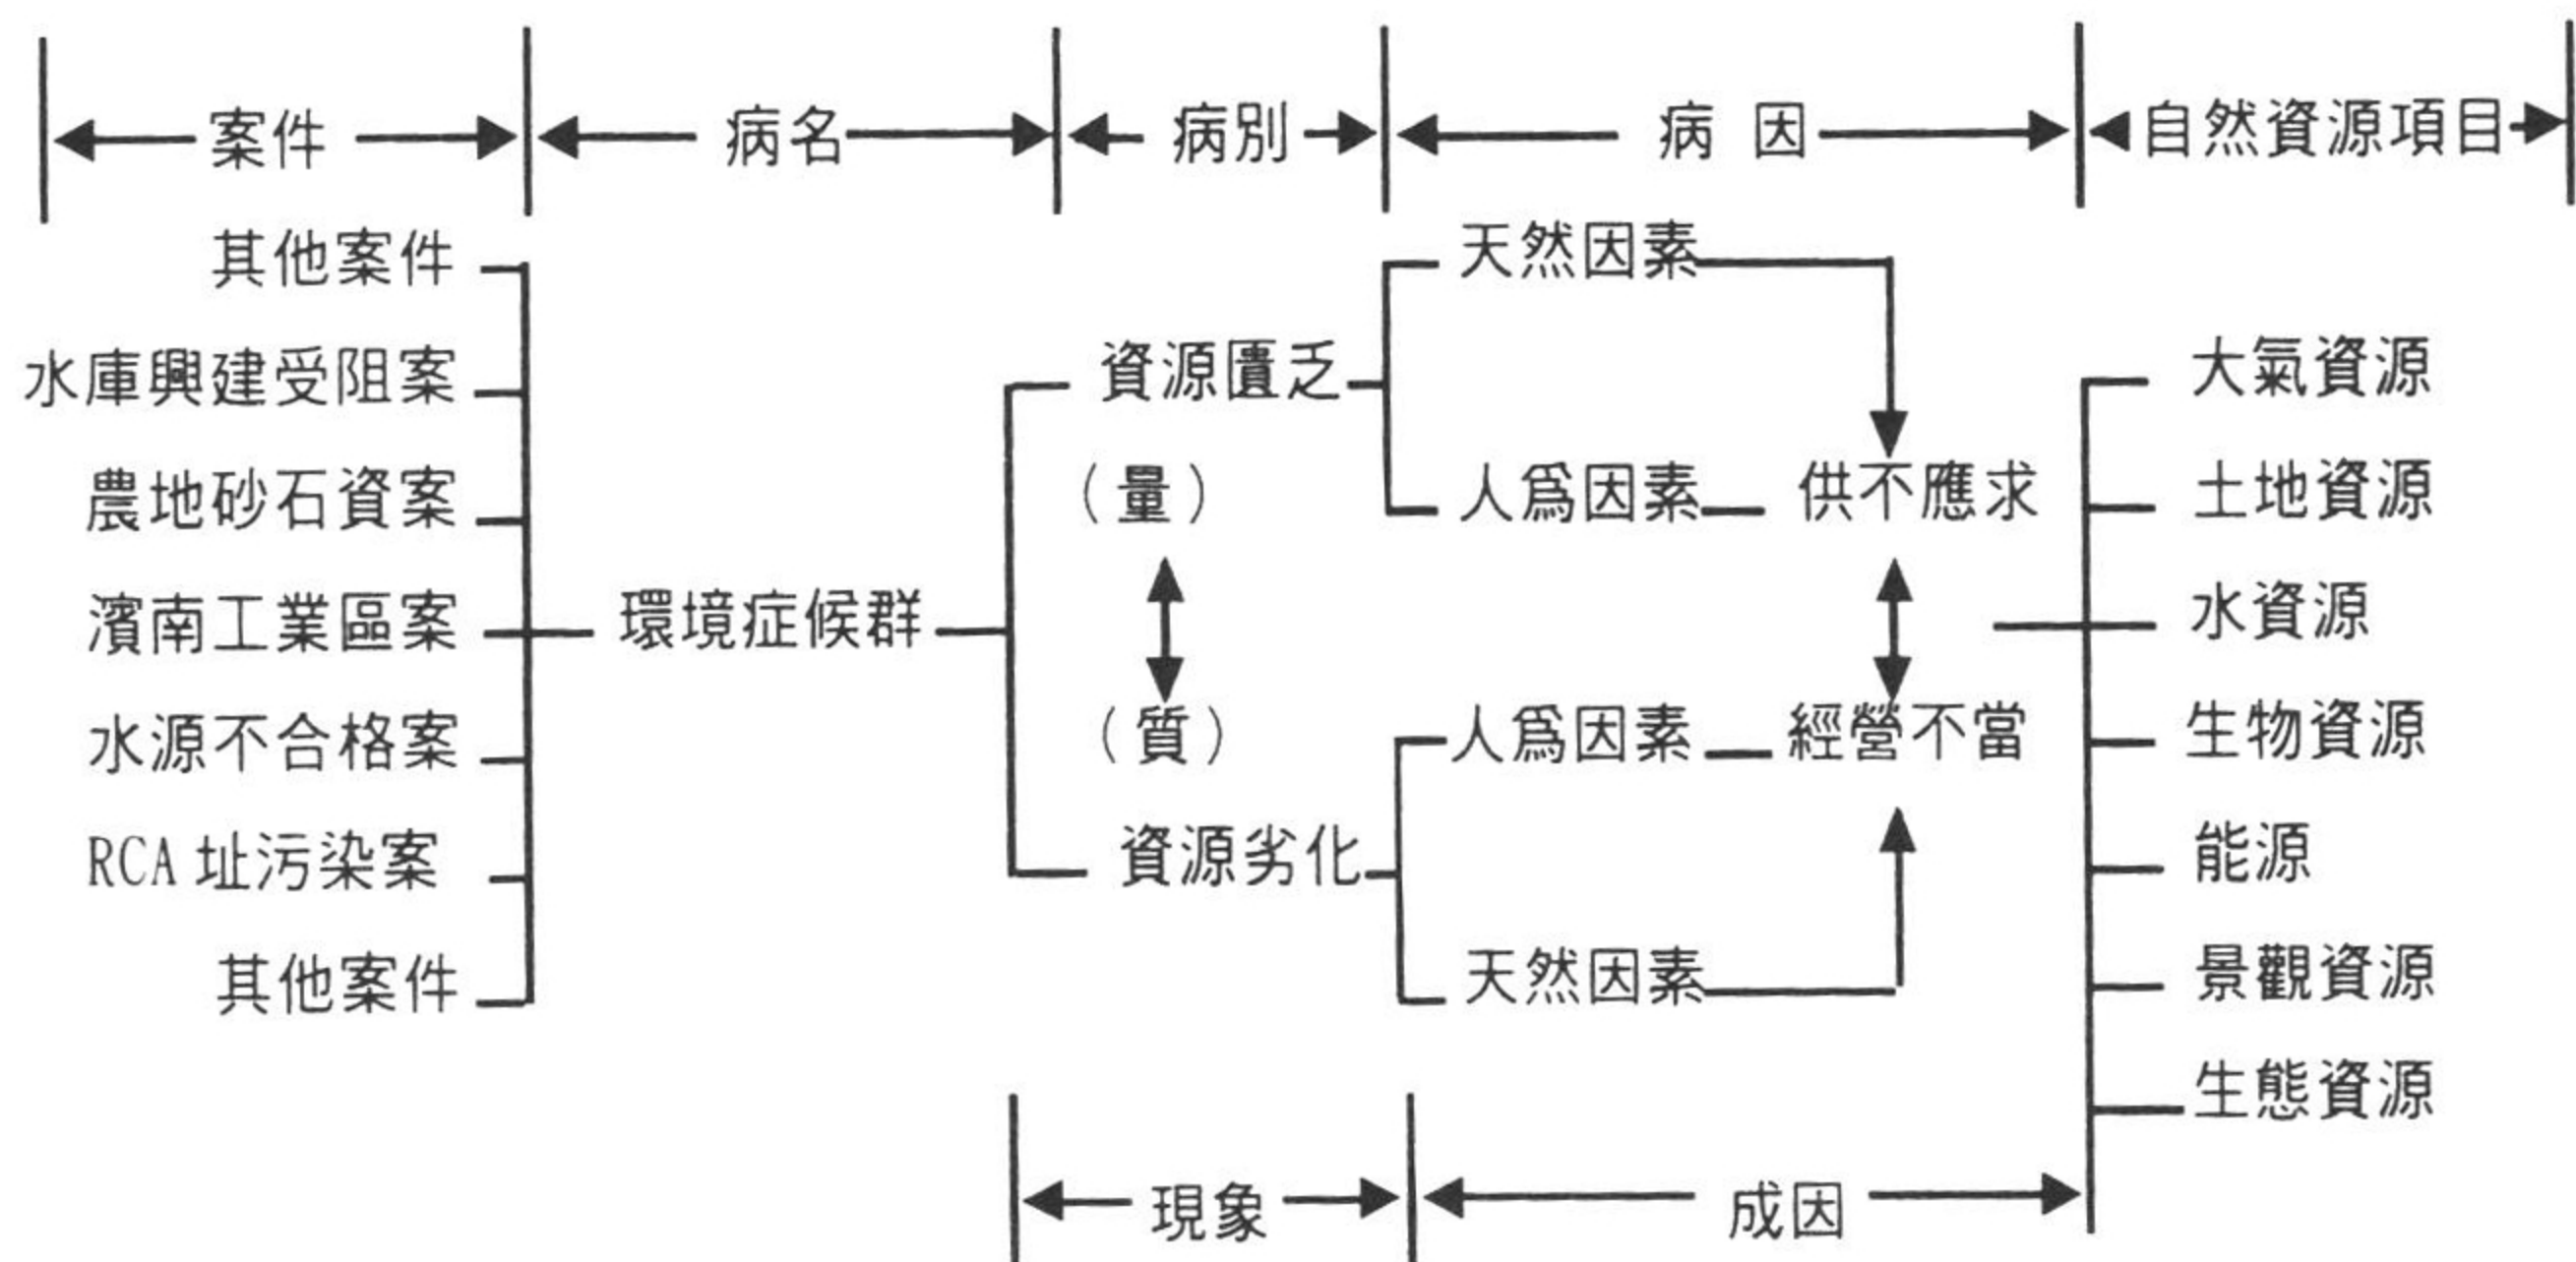 案件 病名 病別 病 因 自然資源項目
其他案件 天然因素
水庫興建受阻案 資源匱乏 大氣資源
農地砂石資案 （量） 人爲因素 供不應求 土地資源
濱南工業區案 環境症候群 水資源
水源不合格案 （質） 人爲因素 經營不當 生物資源
RCA 址污染案 資源劣化 能源
其他案件 天然因素 景觀資源
生態資源
現象 成因